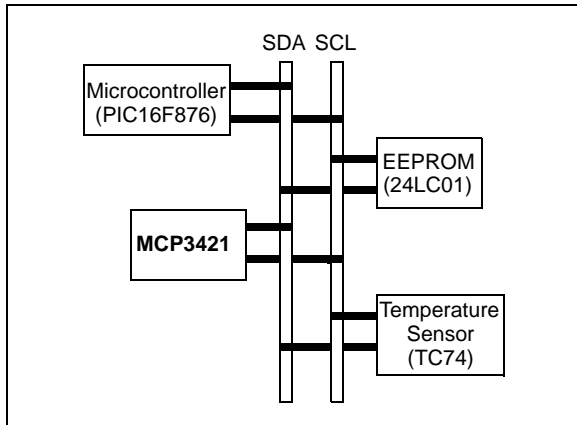 SDA SCL
Microcontroller
(PIC16F876)
EEPROM
(24LC01)
MCP3421
Temperature
Sensor
(TC74)